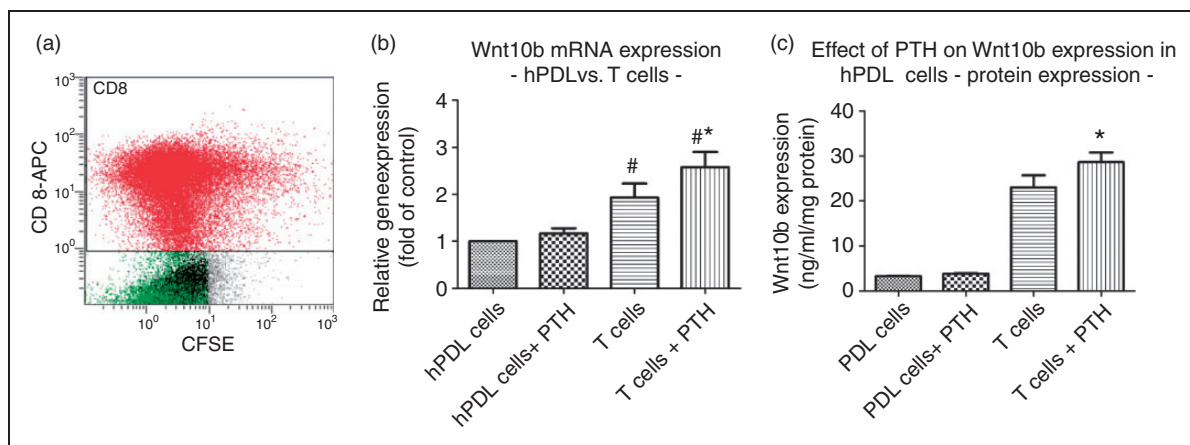 (a)
CD8
10³
10²
10¹
10⁰
CD 8-APC
10⁰ 10¹ 10² 10³
CFSE
(b)
Wnt10b mRNA expression
- hPDLvs. T cells -
Relative geneexpression
(fold of control)
4
3
2
1
0
#
#*
hPDL cells
hPDL cells+ PTH
T cells
T cells + PTH
(c)
Effect of PTH on Wnt10b expression in
hPDL cells - protein expression -
Wnt10b expression
(ng/ml/mg protein)
40
30
20
10
0
*
PDL cells
PDL cells+ PTH
T cells
T cells + PTH